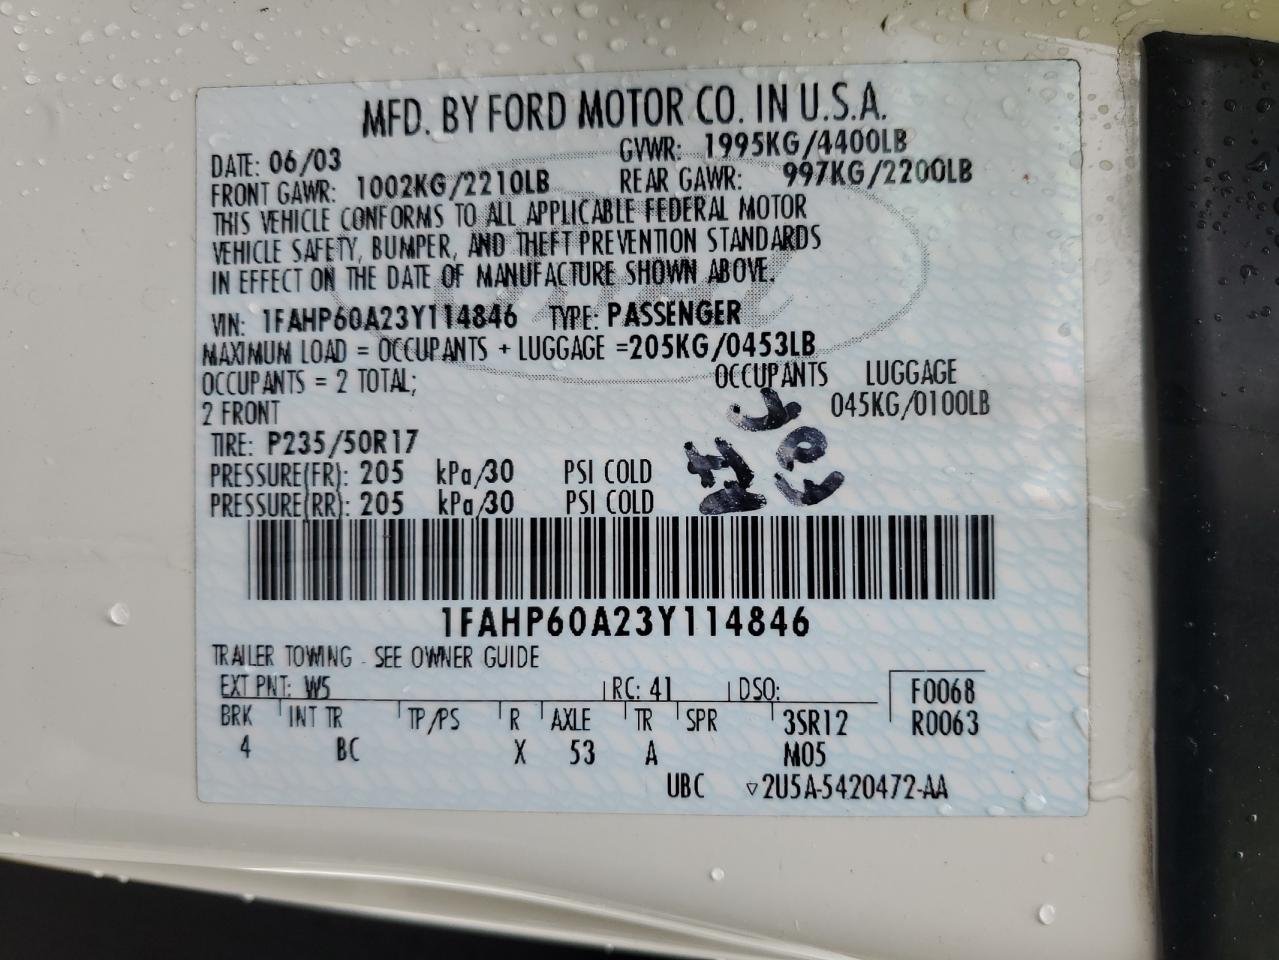 MFD. BY FORD MOTOR CO. IN U.S.A.
DATE: 06/03 GVWR: 1995KG/4400LB
FRONT GAWR: 1002KG/2210LB REAR GAWR: 997KG/2200LB
THIS VEHICLE CONFORMS TO ALL APPLICABLE FEDERAL MOTOR
VEHICLE SAFETY, BUMPER, AND THEFT PREVENTION STANDARDS
IN EFFECT ON THE DATE OF MANUFACTURE SHOWN ABOVE.
VIN: 1FAHP60A23Y114846 TYPE: PASSENGER
MAXIMUM LOAD = OCCUPANTS + LUGGAGE =205KG/0453LB
OCCUPANTS = 2 TOTAL; OCCUPANTS LUGGAGE
2 FRONT 045KG/0100LB
TIRE: P235/50R17
PRESSURE(FR): 205 kPa/30 PSI COLD
PRESSURE(RR): 205 kPa/30 PSI COLD
1FAHP60A23Y114846
TRAILER TOWING - SEE OWNER GUIDE
EXT PNT: W5 RC: 41 DSO: F0068
BRK INT TR TP/PS R AXLE TR SPR 3SR12 R0063
4 BC X 53 A M05
UBC ▽2U5A-5420472-AA